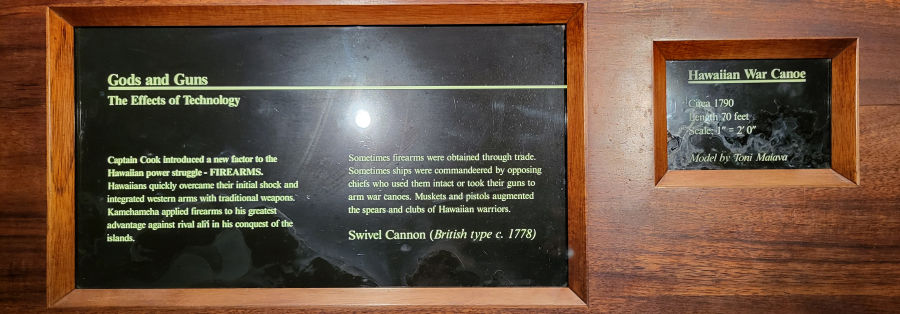 Gods and Guns
The Effects of Technology
Captain Cook introduced a new factor to the
Hawaiian power struggle - FIREARMS.
Hawaiians quickly overcame their initial shock and
integrated western arms with traditional weapons.
Kamehameha applied firearms to his greatest
advantage against rival ali'i in his conquest of the
islands.
Sometimes firearms were obtained through trade.
Sometimes ships were commandeered by opposing
chiefs who used them intact or took their guns to
arm war canoes. Muskets and pistols augmented
the spears and clubs of Hawaiian warriors.
Swivel Cannon (British type c. 1778)
Hawaiian War Canoe
Circa 1790
Length 70 feet
Scale: 1" = 2' 0"
Model by Toni Maiava